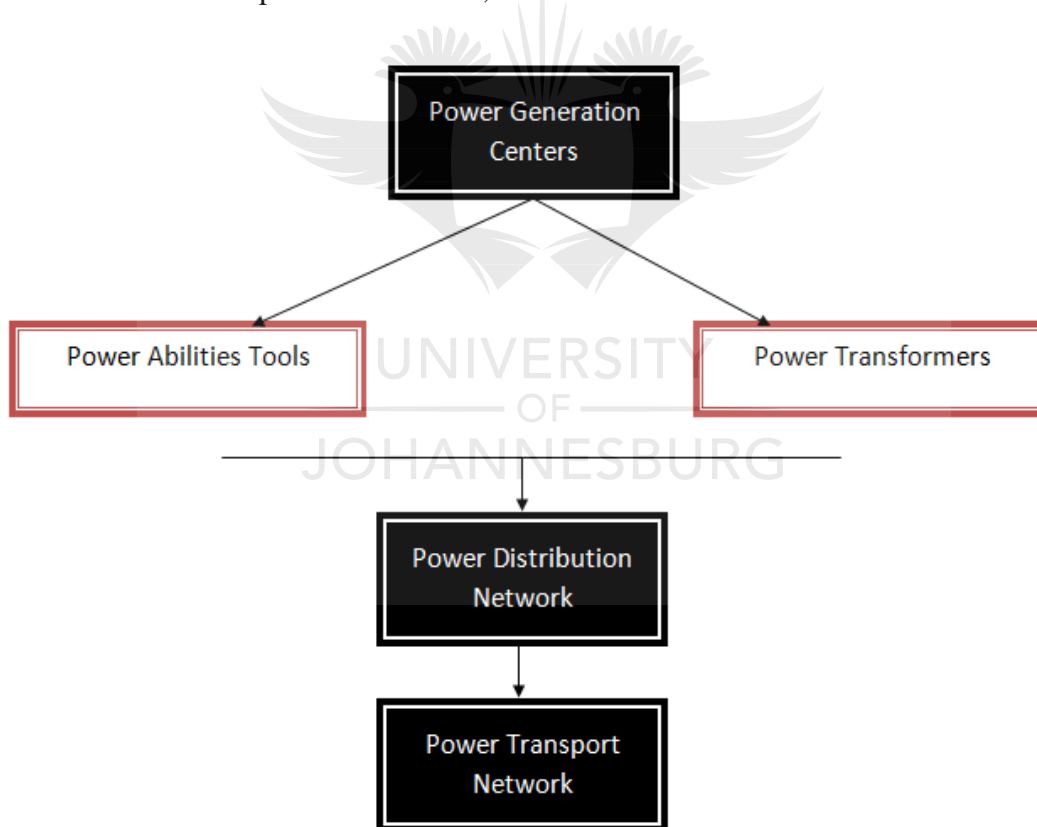 Power Generation
Centers
Power Abilities Tools
Power Transformers
UNIVERSITY
OF
JOHANNESBURG
Power Distribution
Network
Power Transport
Network